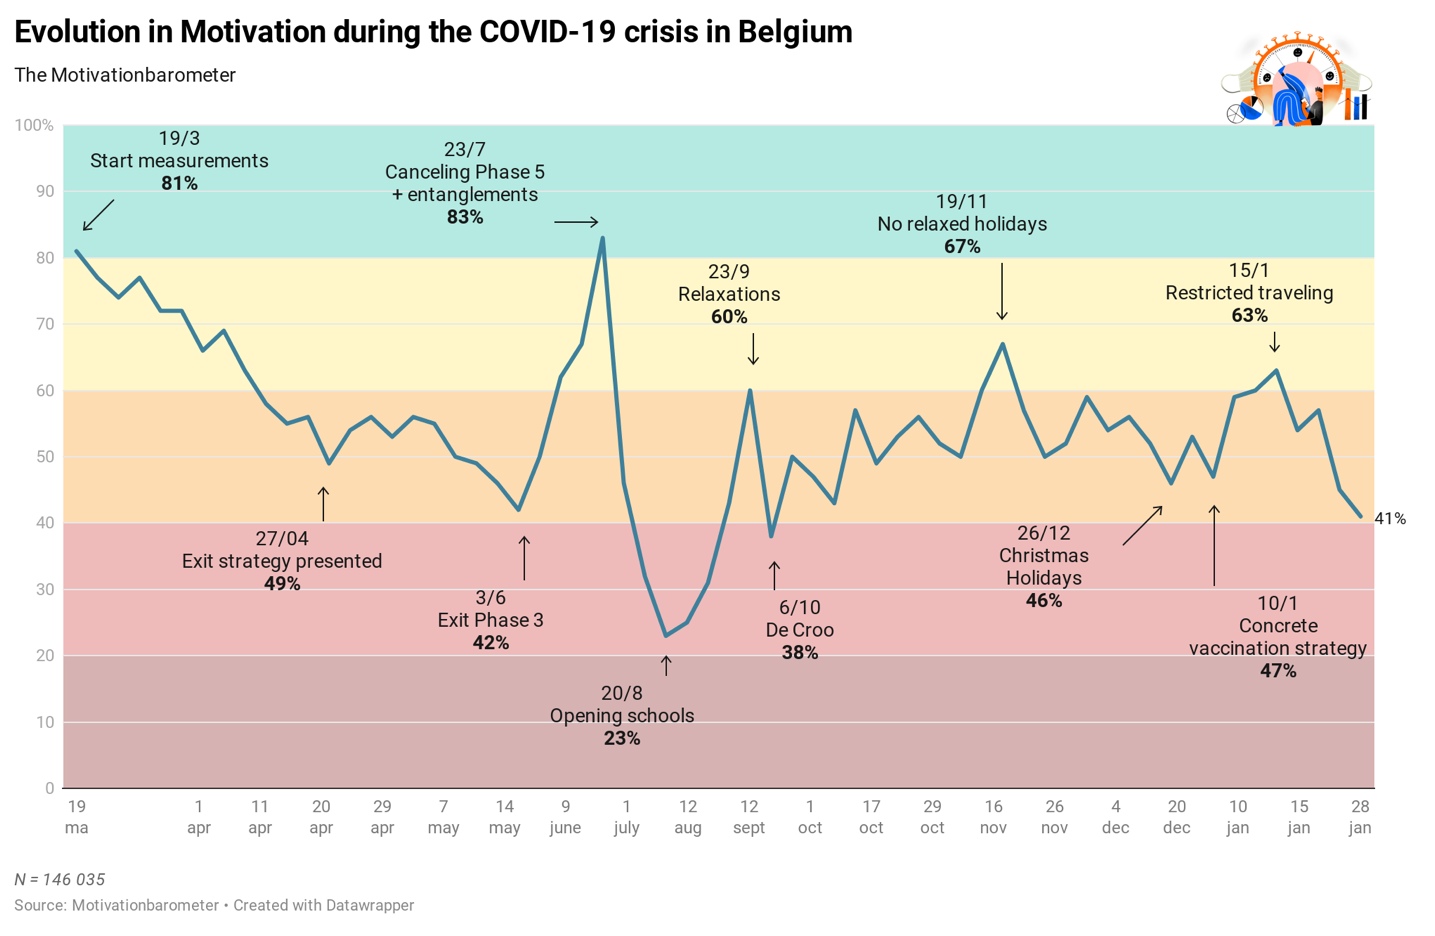 Evolution in Motivation during the COVID-19 crisis in Belgium
The Motivationbarometer
100%
90
80
70
60
50
40
30
20
10
0
19/3
Start measurements
81%
23/7
Canceling Phase 5
+ entanglements
83%
19/11
No relaxed holidays
67%
23/9
Relaxations
60%
15/1
Restricted traveling
63%
27/04
Exit strategy presented
49%
3/6
Exit Phase 3
42%
20/8
Opening schools
23%
6/10
De Croo
38%
26/12
Christmas
Holidays
46%
10/1
Concrete
vaccination strategy
47%
41%
19
ma
1
apr
11
apr
20
apr
29
apr
7
may
14
may
9
june
1
july
12
aug
12
sept
1
oct
17
oct
29
oct
16
nov
26
nov
4
dec
20
dec
10
jan
15
jan
28
jan
N = 146 035
Source: Motivationbarometer • Created with Datawrapper